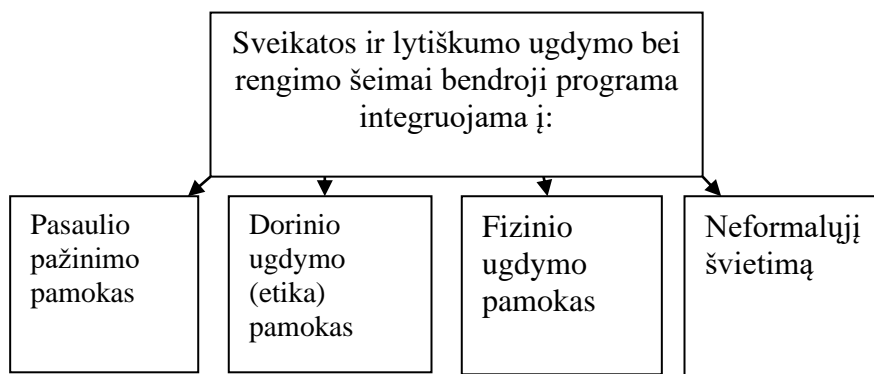 Sveikatos ir lytiškumo ugdymo bei
rengimo šeimai bendroji programa
integruojama į:
Pasaulio
pažinimo
pamokas
Dorinio
ugdymo
(etika)
pamokas
Fizinio
ugdymo
pamokas
Neformalųjį
švietimą